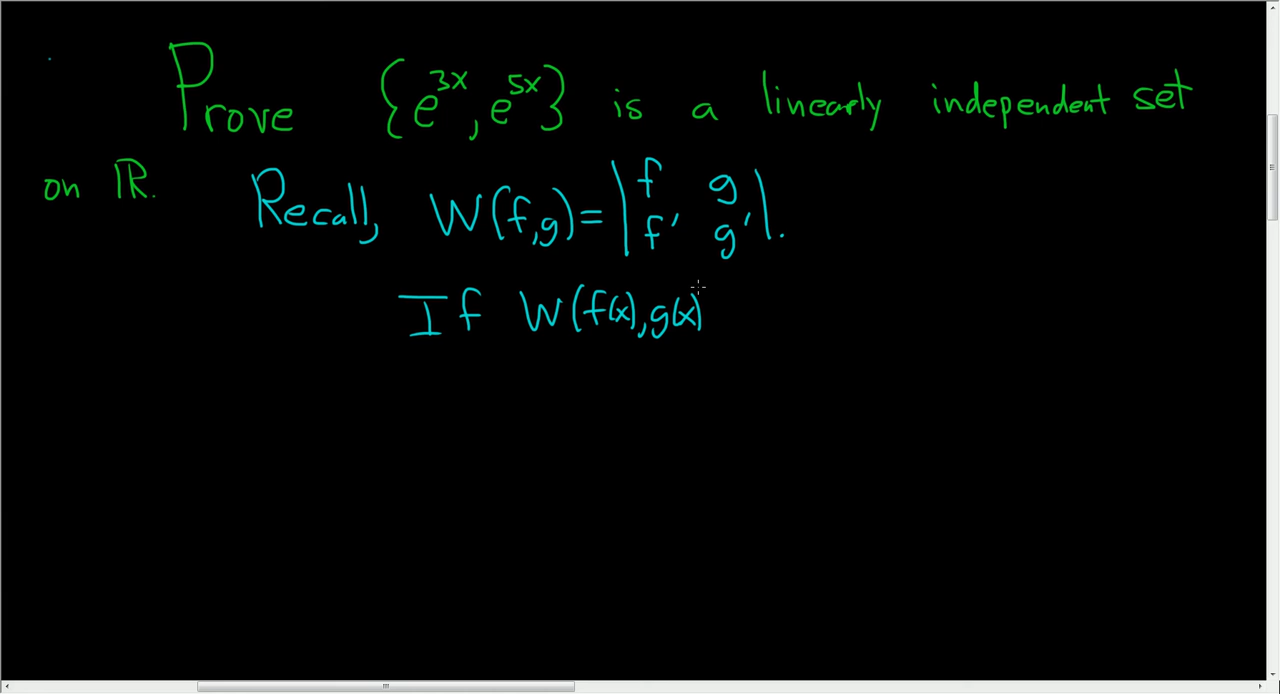 Prove {e^{3x}, e^{5x}} is a linearly independent set
on ℝ. Recall, W(f,g) = | f g |.
| f' g' |
If W(f(x),g(x)